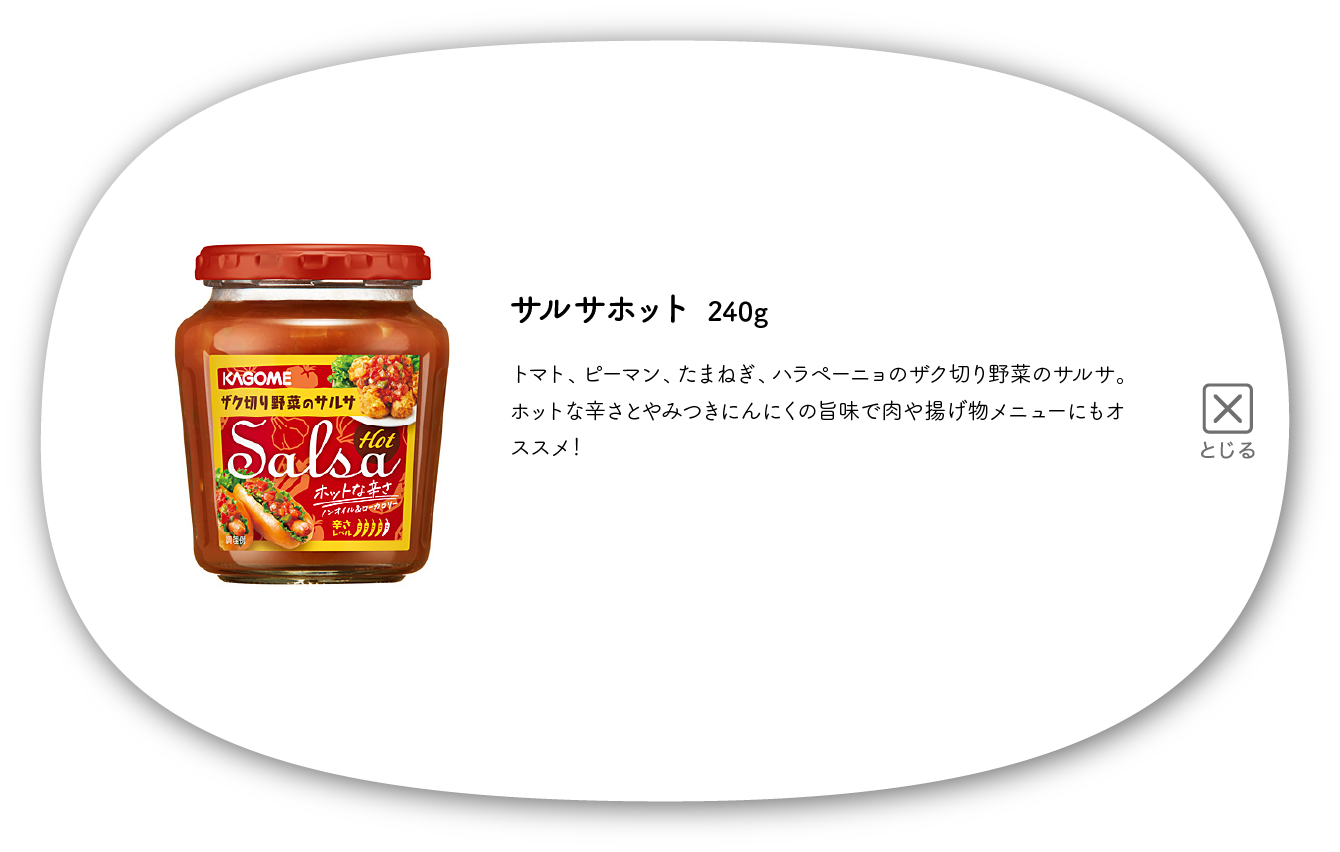 サルサホット 240g
トマト、ピーマン、たまねぎ、ハラペーニョのザク切り野菜のサルサ。
ホットな辛さとやみつきにんにくの旨味で肉や揚げ物メニューにもオ
ススメ!
とじる
KAGOME
ザク切り野菜のサルサ
Hot
Salsa
ホットな辛さ
ノンオイル&ローカロリー
辛さ
レベル
調理例